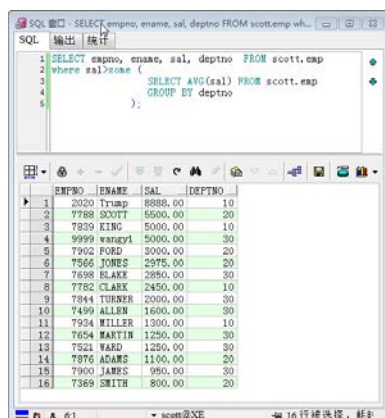 SQL 窗口 - SELECT empno, ename, sal, deptno FROM scott.emp wh...
SQL 输出 统计
1 SELECT empno, ename, sal, deptno FROM scott.emp
2 where sal>some (
3 SELECT AVG(sal) FROM scott.emp
4 GROUP BY deptno
5 );
EMPNO ENAME SAL DEPTNO
1 2020 Trump 8888.00 10
2 7788 SCOTT 5500.00 20
3 7839 KING 5000.00 10
4 9999 wangyi 5000.00 30
5 7902 FORD 3000.00 20
6 7566 JONES 2975.00 20
7 7698 BLAKE 2850.00 30
8 7782 CLARK 2450.00 10
9 7844 TURNER 2000.00 30
10 7499 ALLEN 1600.00 30
11 7934 MILLER 1300.00 10
12 7654 MARTIN 1250.00 30
13 7521 WARD 1250.00 30
14 7876 ADAMS 1100.00 20
15 7900 JAMES 950.00 30
16 7369 SMITH 800.00 20
6:1 scott@XE 16 行被选择, 耗时